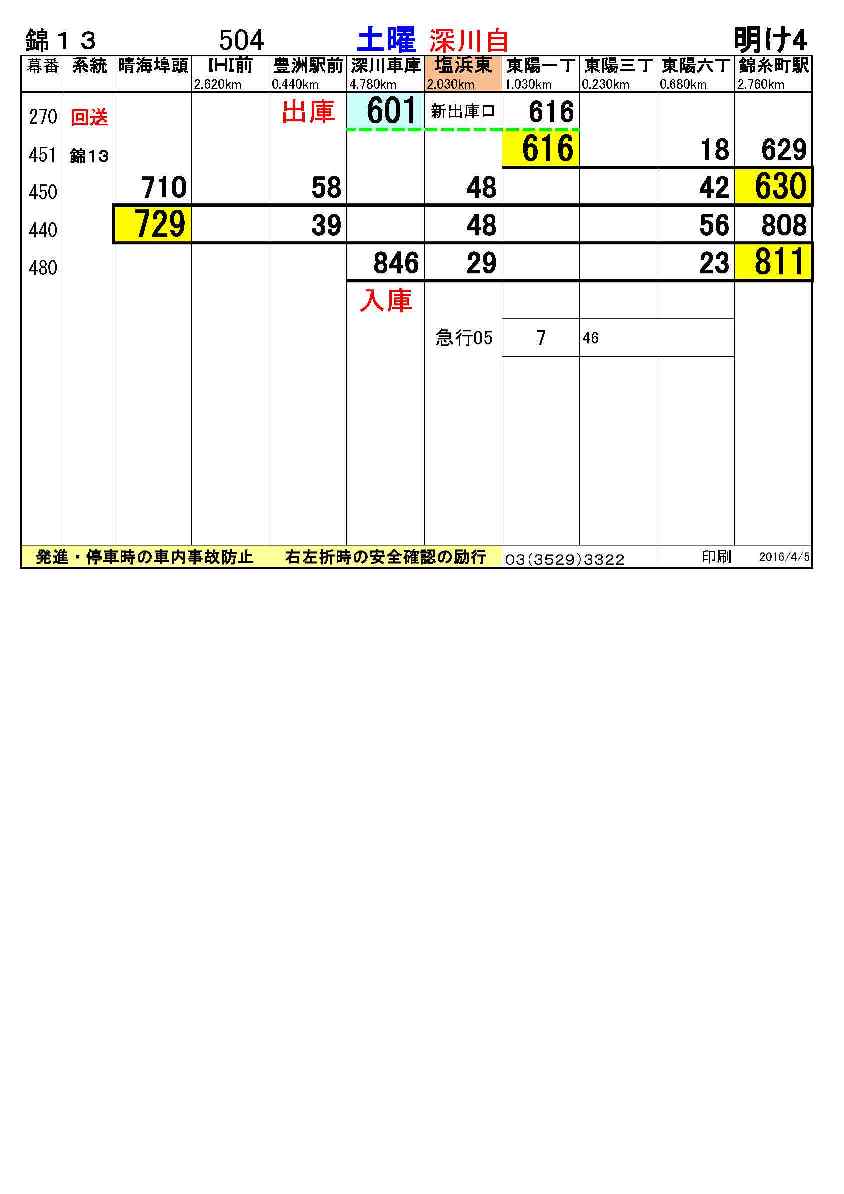 錦１３ 504 土曜 深川自 明け4
幕番 系統 晴海埠頭 IHI前 豊洲駅前 深川車庫 塩浜東 東陽一丁 東陽三丁 東陽六丁 錦糸町駅
2.620km 0.440km 4.780km 2.030km 1.030km 0.230km 0.680km 2.760km
270 回送 出庫 601 新出庫口 616
451 錦13 616 18 629
450 710 58 48 42 630
440 729 39 48 56 808
480 846 29 23 811
入庫
急行05 7 46
発進・停車時の車内事故防止 右左折時の安全確認の励行 03(3529)3322 印刷 2016/4/5